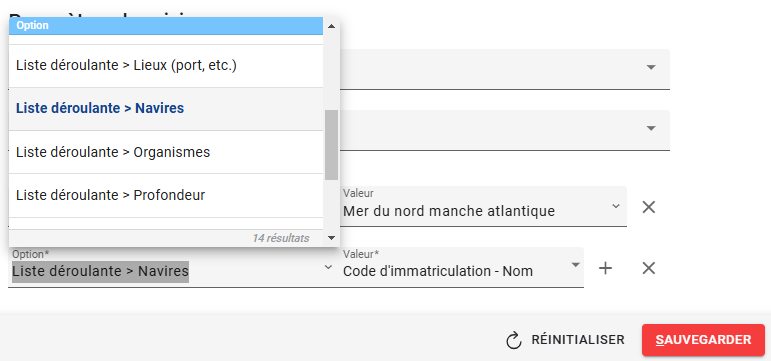 Option
Liste déroulante > Lieux (port, etc.)
Liste déroulante > Navires
Liste déroulante > Organismes
Liste déroulante > Profondeur
14 résultats
Valeur
Mer du nord manche atlantique
Option*
Liste déroulante > Navires
Valeur*
Code d'immatriculation - Nom
RÉINITIALISER
SAUVEGARDER